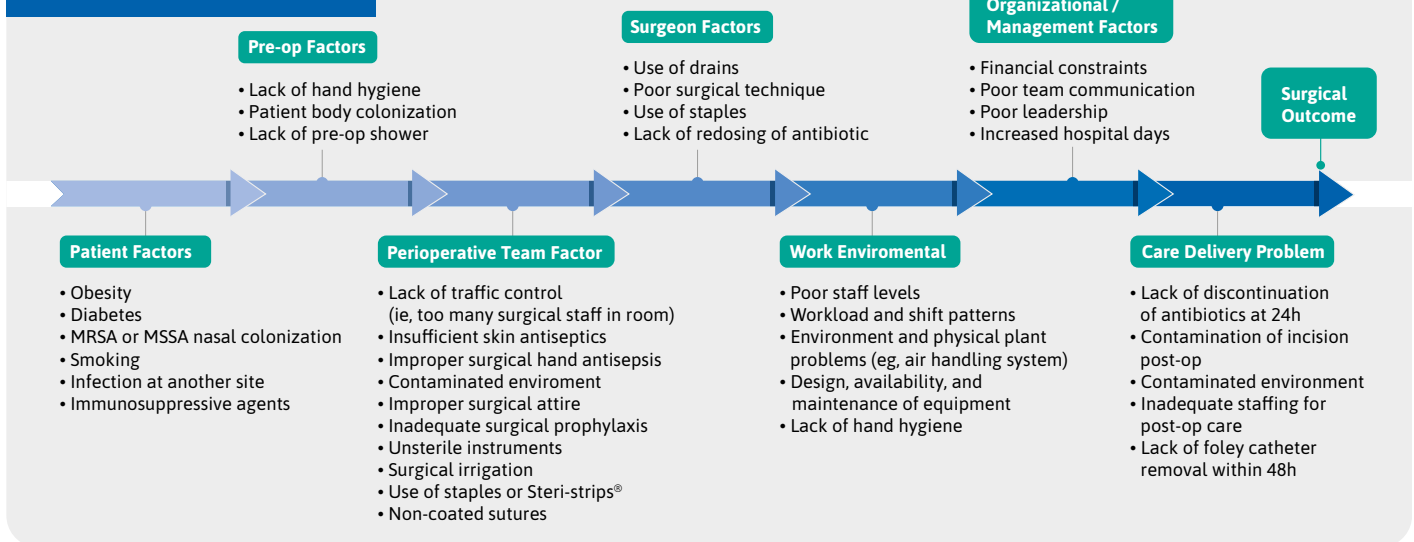 Pre-op Factors
• Lack of hand hygiene
• Patient body colonization
• Lack of pre-op shower
Surgeon Factors
• Use of drains
• Poor surgical technique
• Use of staples
• Lack of redosing of antibiotic
Organizational /
Management Factors
• Financial constraints
• Poor team communication
• Poor leadership
• Increased hospital days
Surgical
Outcome
Patient Factors
• Obesity
• Diabetes
• MRSA or MSSA nasal colonization
• Smoking
• Infection at another site
• Immunosuppressive agents
Perioperative Team Factor
• Lack of traffic control
(ie, too many surgical staff in room)
• Insufficient skin antiseptics
• Improper surgical hand antisepsis
• Contaminated enviroment
• Improper surgical attire
• Inadequate surgical prophylaxis
• Unsterile instruments
• Surgical irrigation
• Use of staples or Steri-strips®
• Non-coated sutures
Work Enviromental
• Poor staff levels
• Workload and shift patterns
• Environment and physical plant
problems (eg, air handling system)
• Design, availability, and
maintenance of equipment
• Lack of hand hygiene
Care Delivery Problem
• Lack of discontinuation
of antibiotics at 24h
• Contamination of incision
post-op
• Contaminated environment
• Inadequate staffing for
post-op care
• Lack of foley catheter
removal within 48h